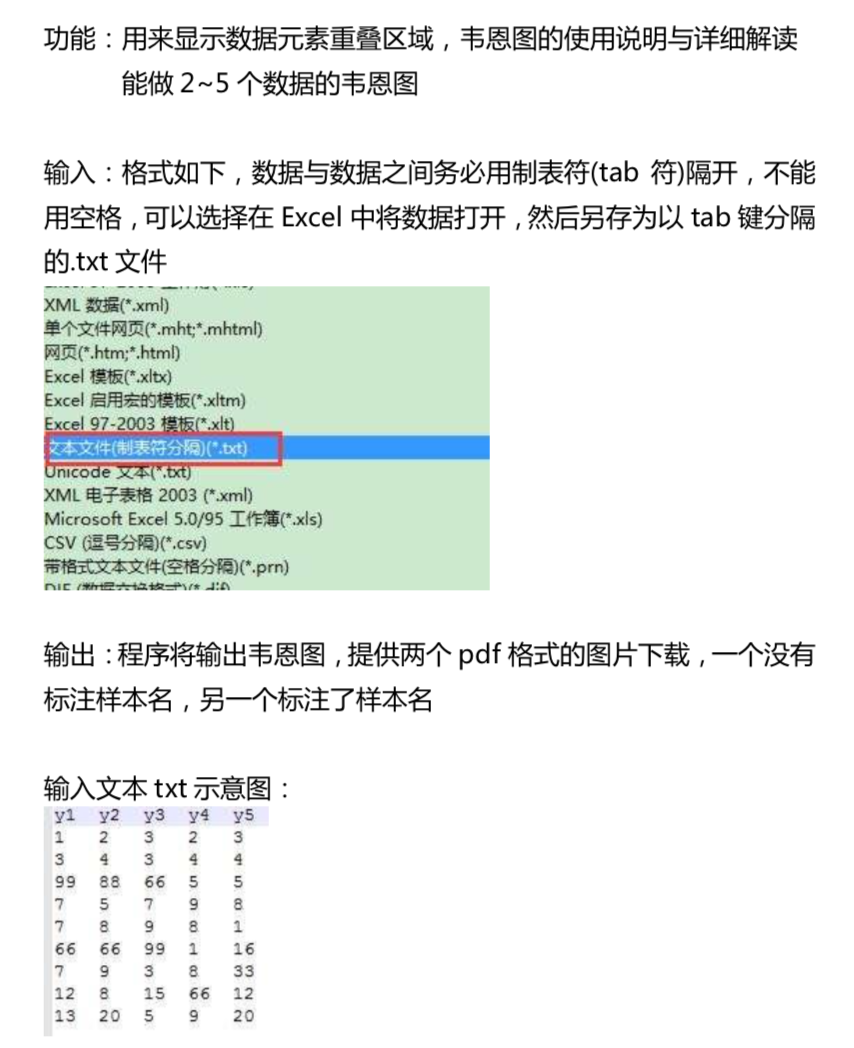 功能：用来显示数据元素重叠区域，韦恩图的使用说明与详细解读
能做 2~5 个数据的韦恩图
输入：格式如下，数据与数据之间务必用制表符(tab 符)隔开，不能
用空格，可以选择在 Excel 中将数据打开，然后另存为以 tab 键分隔
的.txt 文件
XML 数据(*.xml)
单个文件网页(*.mht;*.mhtml)
网页(*.htm;*.html)
Excel 模板(*.xltx)
Excel 启用宏的模板(*.xltm)
Excel 97-2003 模板(*.xlt)
文本文件(制表符分隔)(*.txt)
Unicode 文本(*.txt)
XML 电子表格 2003 (*.xml)
Microsoft Excel 5.0/95 工作簿(*.xls)
CSV (逗号分隔)(*.csv)
带格式文本文件(空格分隔)(*.prn)
DIF (数据交换格式)(*.dif)
输出：程序将输出韦恩图，提供两个 pdf 格式的图片下载，一个没有
标注样本名，另一个标注了样本名
输入文本 txt 示意图：
y1 y2 y3 y4 y5
1 2 3 2 3
3 4 3 4 4
99 88 66 5 5
7 5 7 9 8
7 8 9 8 1
66 66 99 1 16
7 9 3 8 33
12 8 15 66 12
13 20 5 9 20